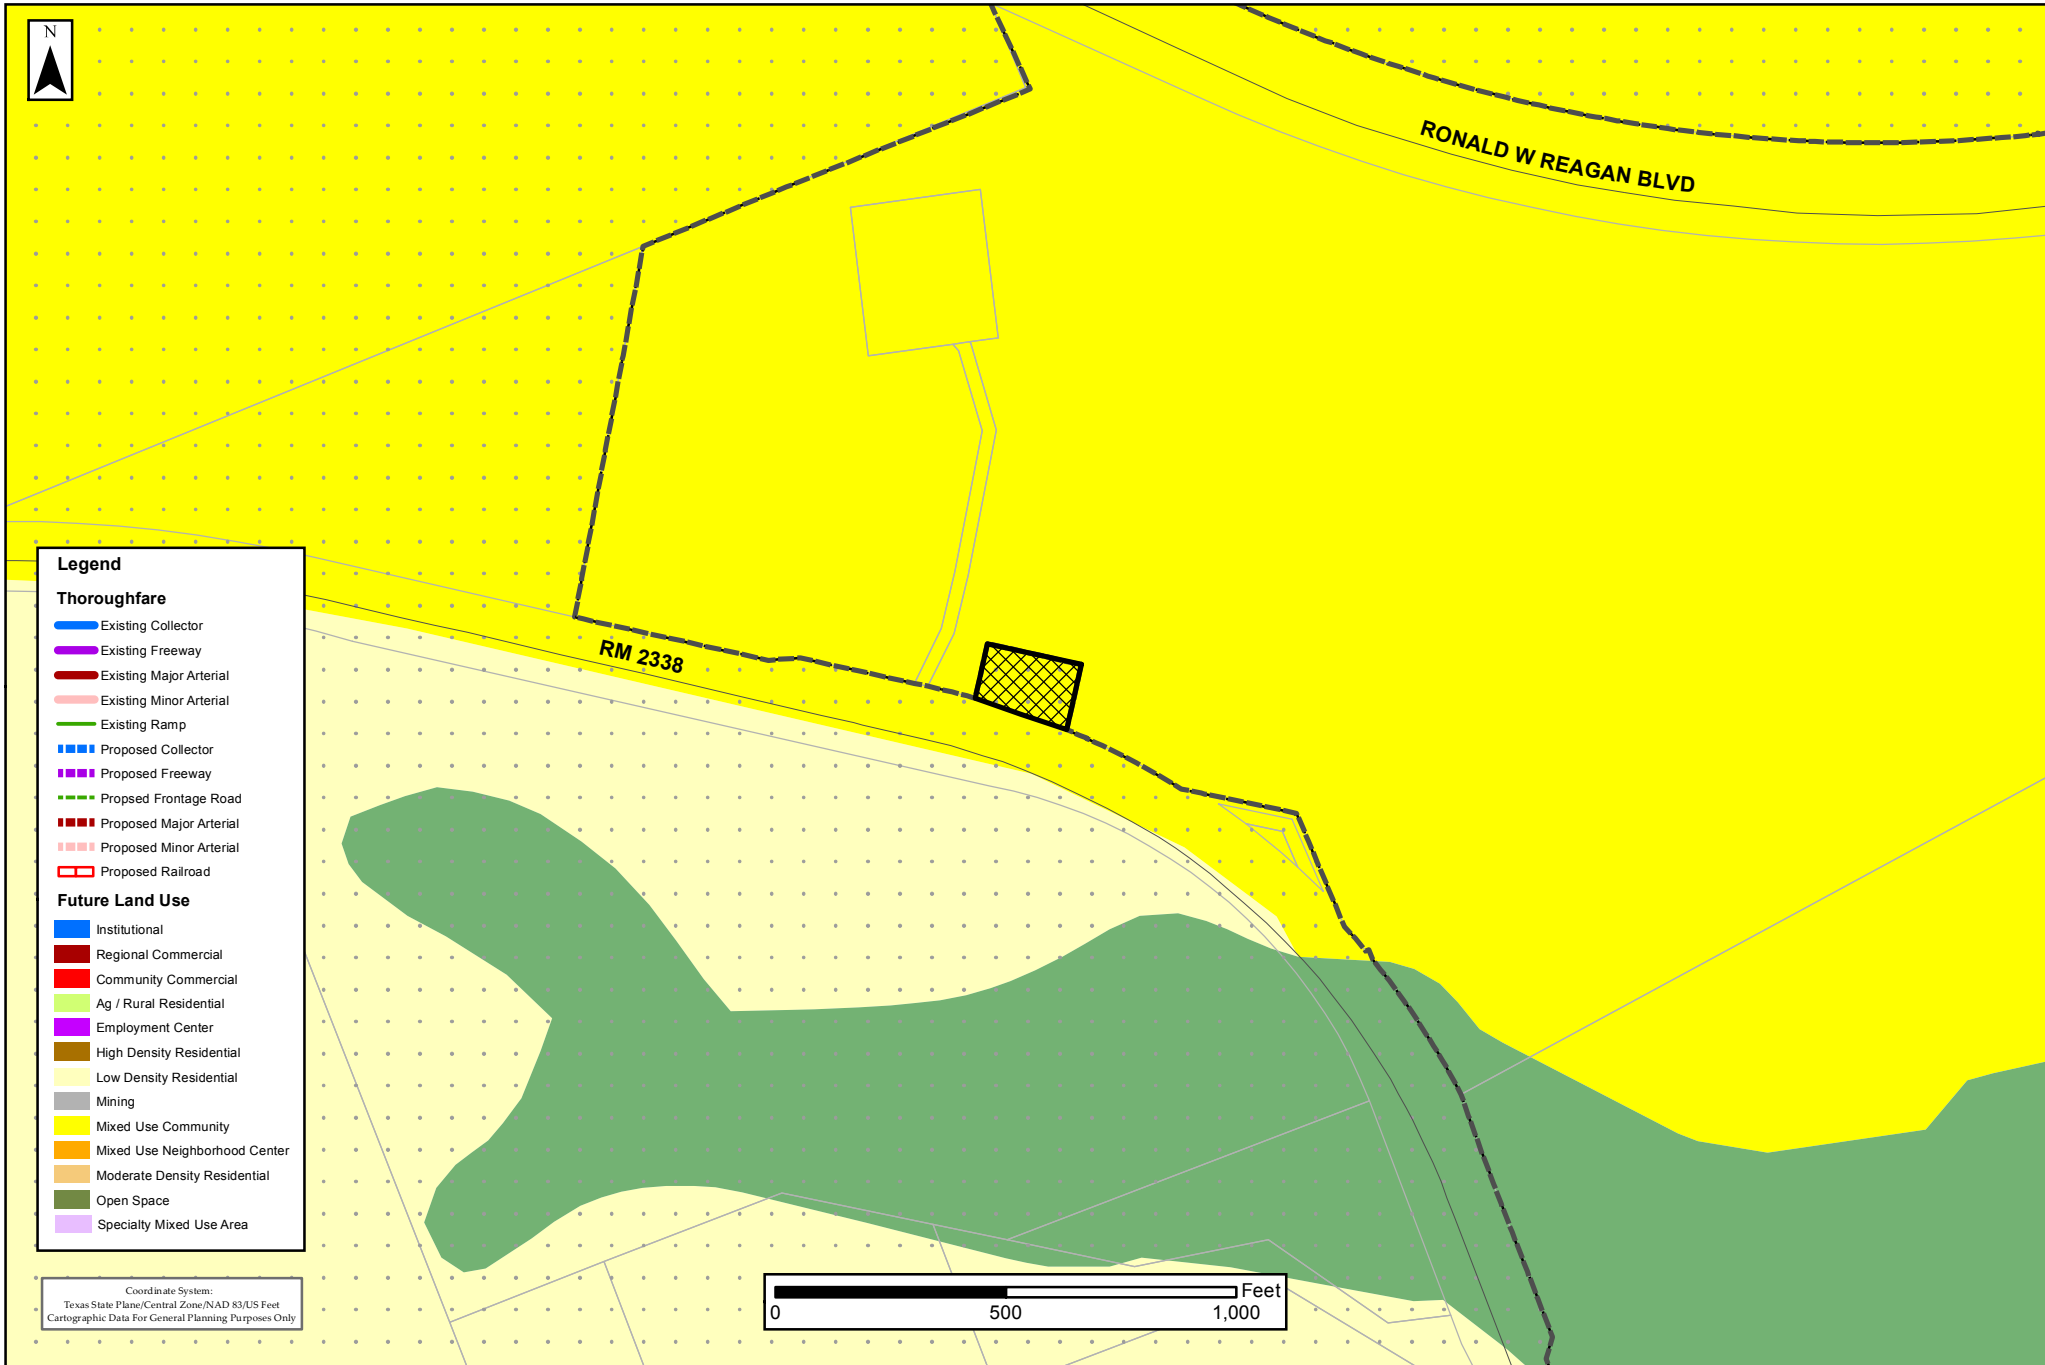 N
RONALD W REAGAN BLVD
RM 2338
Legend
Thoroughfare
Existing Collector
Existing Freeway
Existing Major Arterial
Existing Minor Arterial
Existing Ramp
Proposed Collector
Proposed Freeway
Propsed Frontage Road
Proposed Major Arterial
Proposed Minor Arterial
Proposed Railroad
Future Land Use
Institutional
Regional Commercial
Community Commercial
Ag / Rural Residential
Employment Center
High Density Residential
Low Density Residential
Mining
Mixed Use Community
Mixed Use Neighborhood Center
Moderate Density Residential
Open Space
Specialty Mixed Use Area
Coordinate System:
Texas State Plane/Central Zone/NAD 83/US Feet
Cartographic Data For General Planning Purposes Only
Feet
0 500 1,000